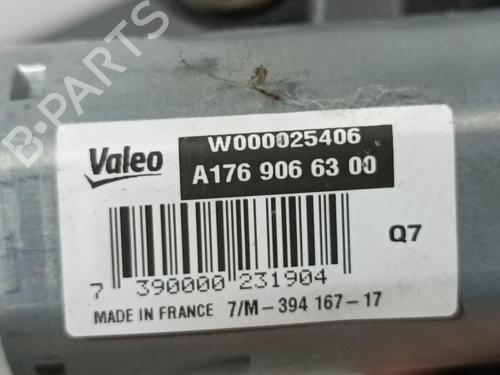 B-PARTS
Valeo
W000025406
A176 906 63 00
Q7
7 390000 231904
MADE IN FRANCE 7/M-394 167-17